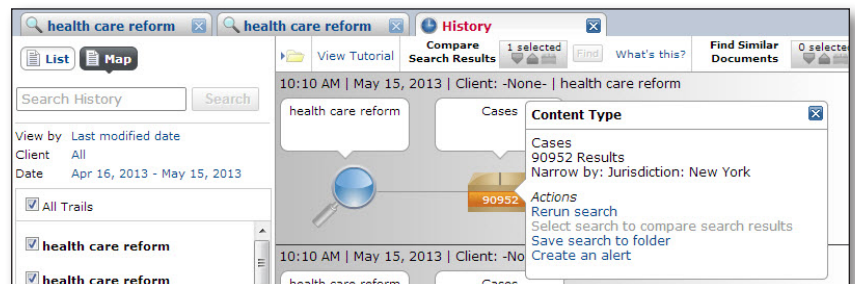 health care reform
health care reform
History
List
Map
View Tutorial
Compare
Search Results
1 selected
Find
What's this?
Find Similar
Documents
0 selected
Search History
Search
View by Last modified date
Client All
Date Apr 16, 2013 - May 15, 2013
All Trails
health care reform
health care reform
10:10 AM | May 15, 2013 | Client: -None- | health care reform
health care reform
Cases
90952
Content Type
Cases
90952 Results
Narrow by: Jurisdiction: New York
Actions
Rerun search
Select search to compare search results
Save search to folder
Create an alert
10:10 AM | May 15, 2013 | Client: -No
health care reform
Cases